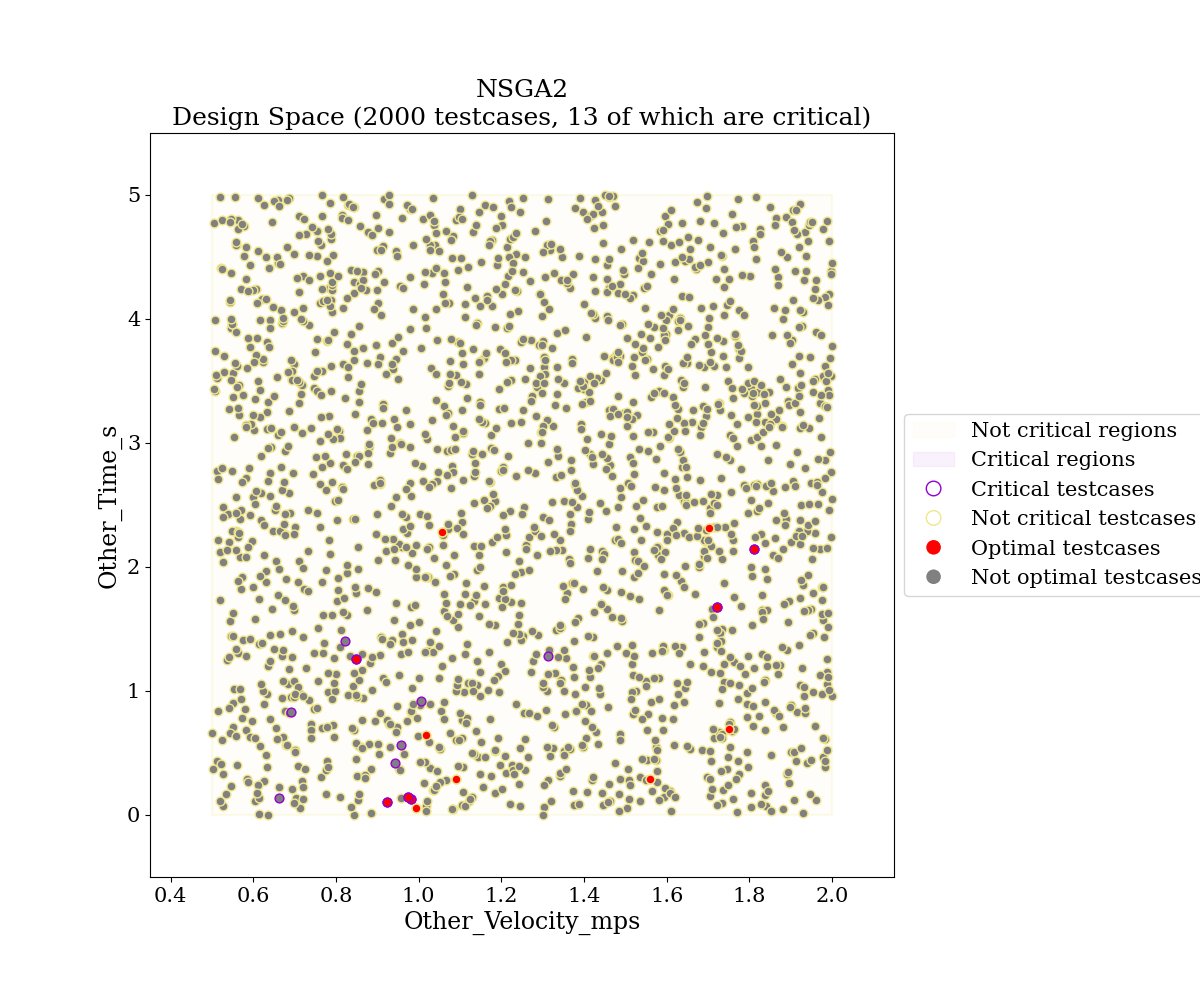 NSGA2
Design Space (2000 testcases, 13 of which are critical)
5
4
3
2
1
0
Other_Time_s
0.4 0.6 0.8 1.0 1.2 1.4 1.6 1.8 2.0
Other_Velocity_mps
Not critical regions
Critical regions
Critical testcases
Not critical testcases
Optimal testcases
Not optimal testcases